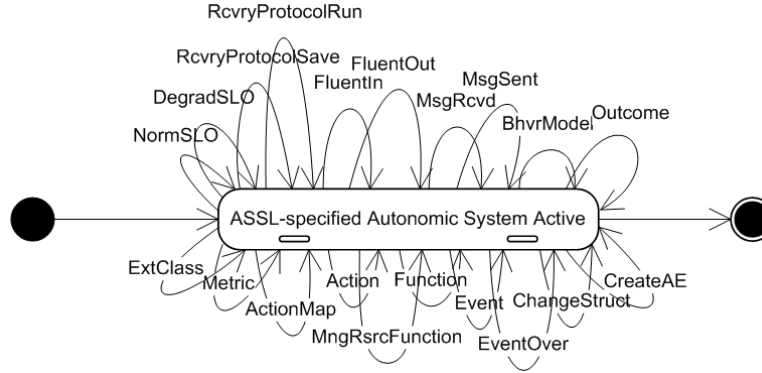 RcvryProtocolRun
RcvryProtocolSave
FluentOut
FluentIn
MsgSent
DegradSLO
MsgRcvd
Outcome
BhvrModel
NormSLO
ASSL-specified Autonomic System Active
ExtClass
Metric
Action
Function
CreateAE
Event
ChangeStruct
ActionMap
MngRsrcFunction
EventOver